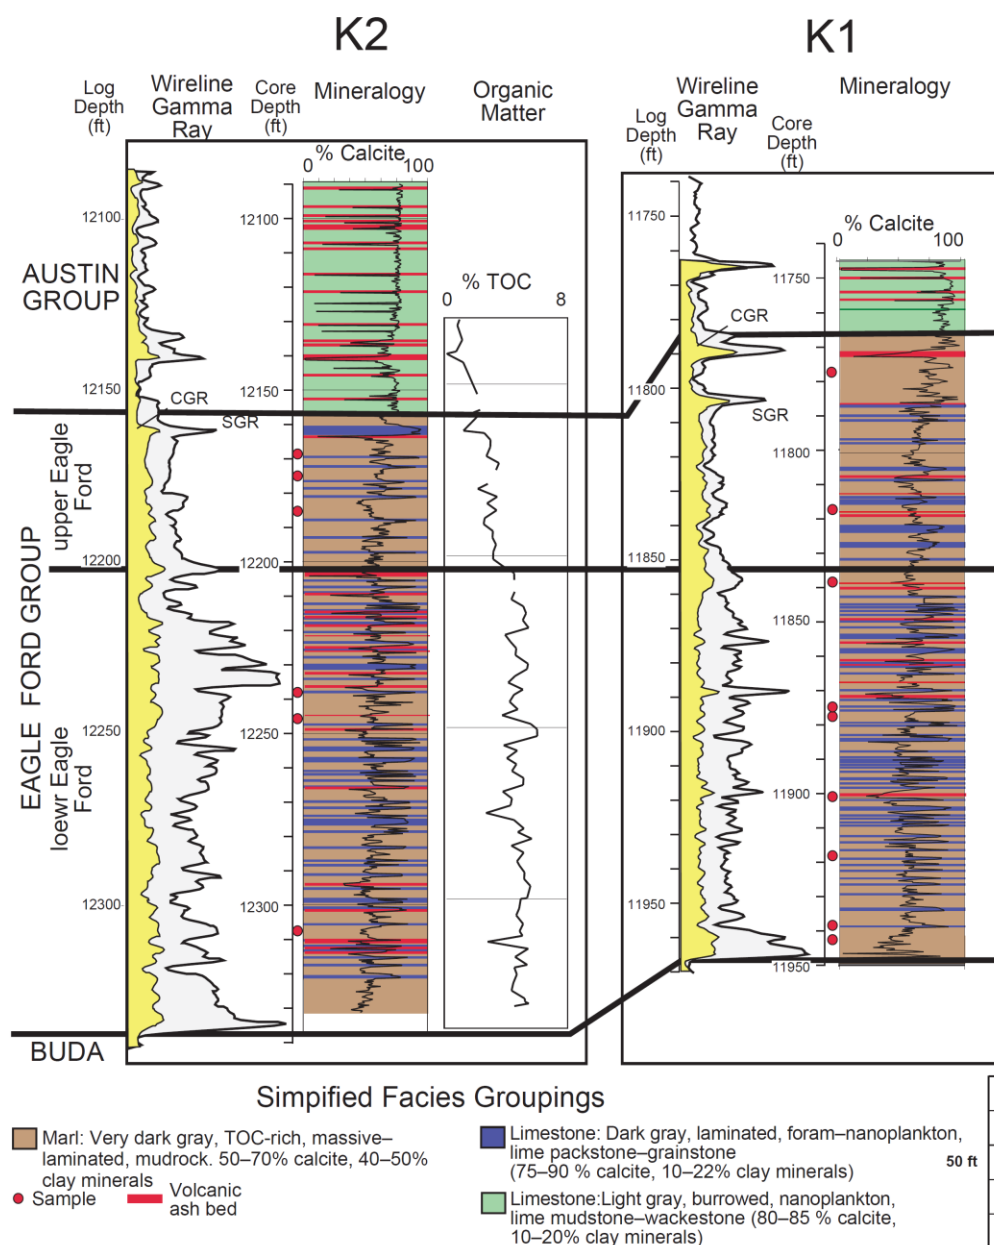 K2
K1
Log
Depth
(ft)
Wireline
Gamma
Ray
Core
Depth
(ft)
Mineralogy
Organic
Matter
Log
Depth
(ft)
Wireline
Gamma
Ray
Core
Depth
(ft)
Mineralogy
% Calcite
0 100
12100
12150
12200
12250
12300
12100
12150
12200
12250
12300
% TOC
0 8
CGR
SGR
11750
11800
11850
11900
11950
CGR
SGR
% Calcite
0 100
11750
11800
11850
11900
11950
AUSTIN
GROUP
EAGLE FORD GROUP
upper Eagle
Ford
loewr Eagle
Ford
BUDA
Simpified Facies Groupings
Marl: Very dark gray, TOC-rich, massive–
laminated, mudrock. 50–70% calcite, 40–50%
clay minerals
Sample
Volcanic
ash bed
Limestone: Dark gray, laminated, foram–nanoplankton,
lime packstone–grainstone
(75–90 % calcite, 10–22% clay minerals)
Limestone:Light gray, burrowed, nanoplankton,
lime mudstone–wackestone (80–85 % calcite,
10–20% clay minerals)
50 ft